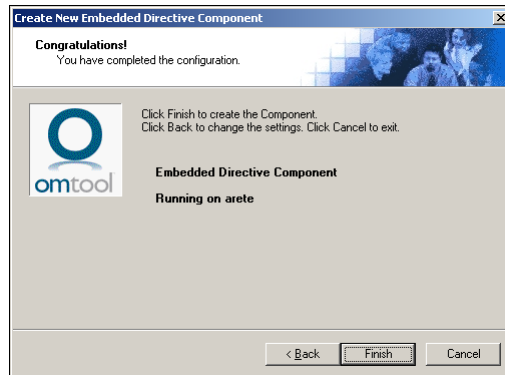 Create New Embedded Directive Component
Congratulations!
You have completed the configuration.
Click Finish to create the Component.
Click Back to change the settings. Click Cancel to exit.
omtool
Embedded Directive Component
Running on arete
< Back
Finish
Cancel